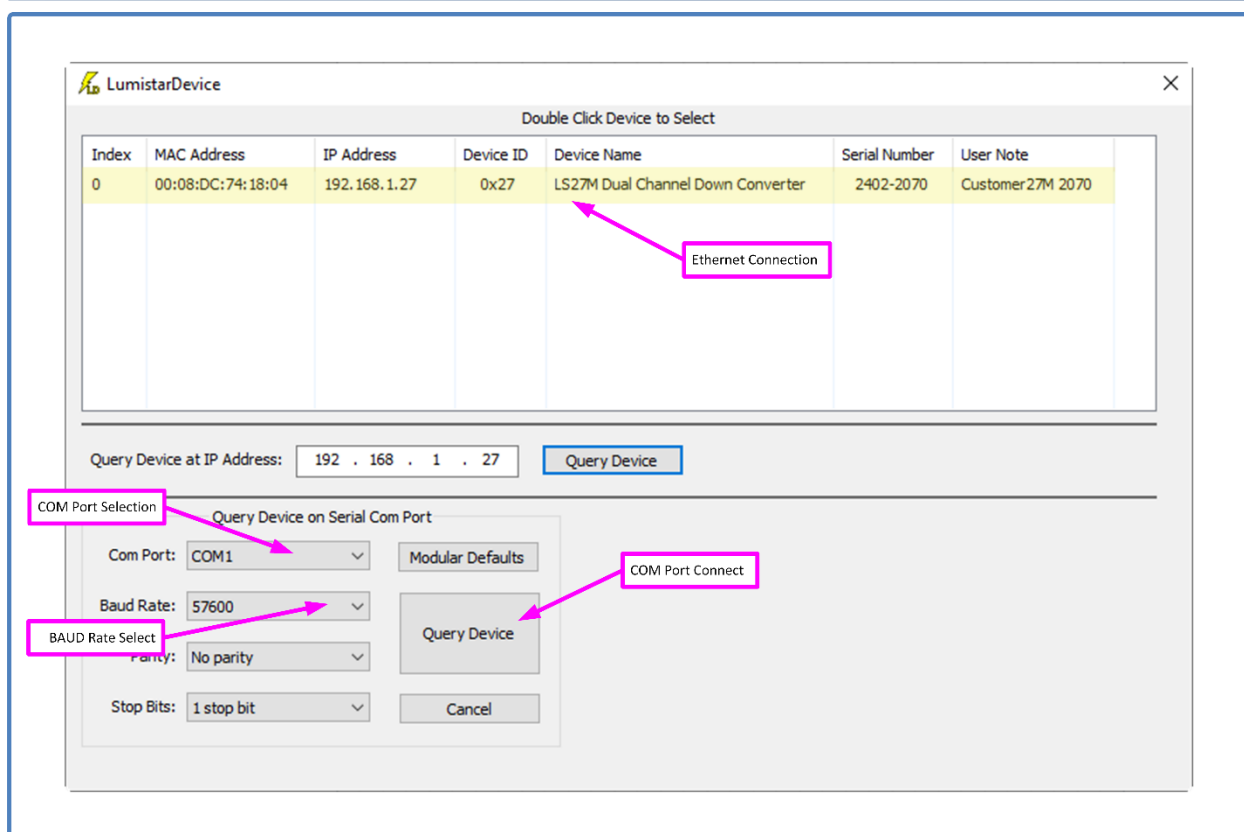 LumistarDevice
Double Click Device to Select
Index MAC Address IP Address Device ID Device Name Serial Number User Note
0 00:08:DC:74:18:04 192.168.1.27 0x27 LS27M Dual Channel Down Converter 2402-2070 Customer27M 2070
Ethernet Connection
Query Device at IP Address: 192 . 168 . 1 . 27 Query Device
COM Port Selection
Query Device on Serial Com Port
Com Port: COM1 Modular Defaults
COM Port Connect
Baud Rate: 57600
Query Device
BAUD Rate Select
Parity: No parity
Stop Bits: 1 stop bit Cancel